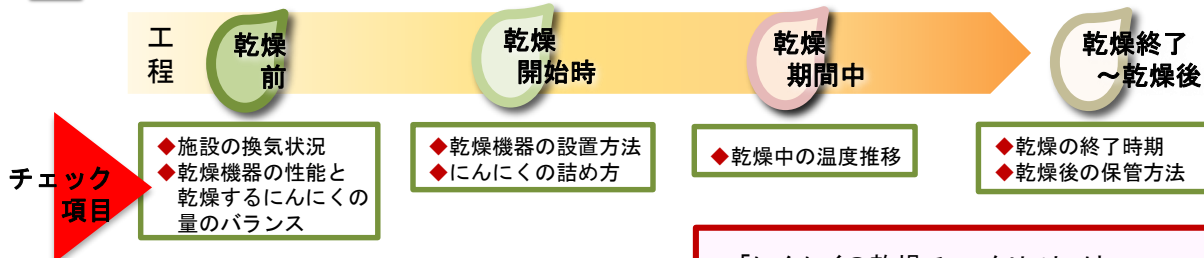 工程
乾燥
前
乾燥
開始時
乾燥
期間中
乾燥終了
～乾燥後
チェック
項目
◆施設の換気状況
◆乾燥機器の性能と
乾燥するにんにくの
量のバランス
◆乾燥機器の設置方法
◆にんにくの詰め方
◆乾燥中の温度推移
◆乾燥の終了時期
◆乾燥後の保管方法